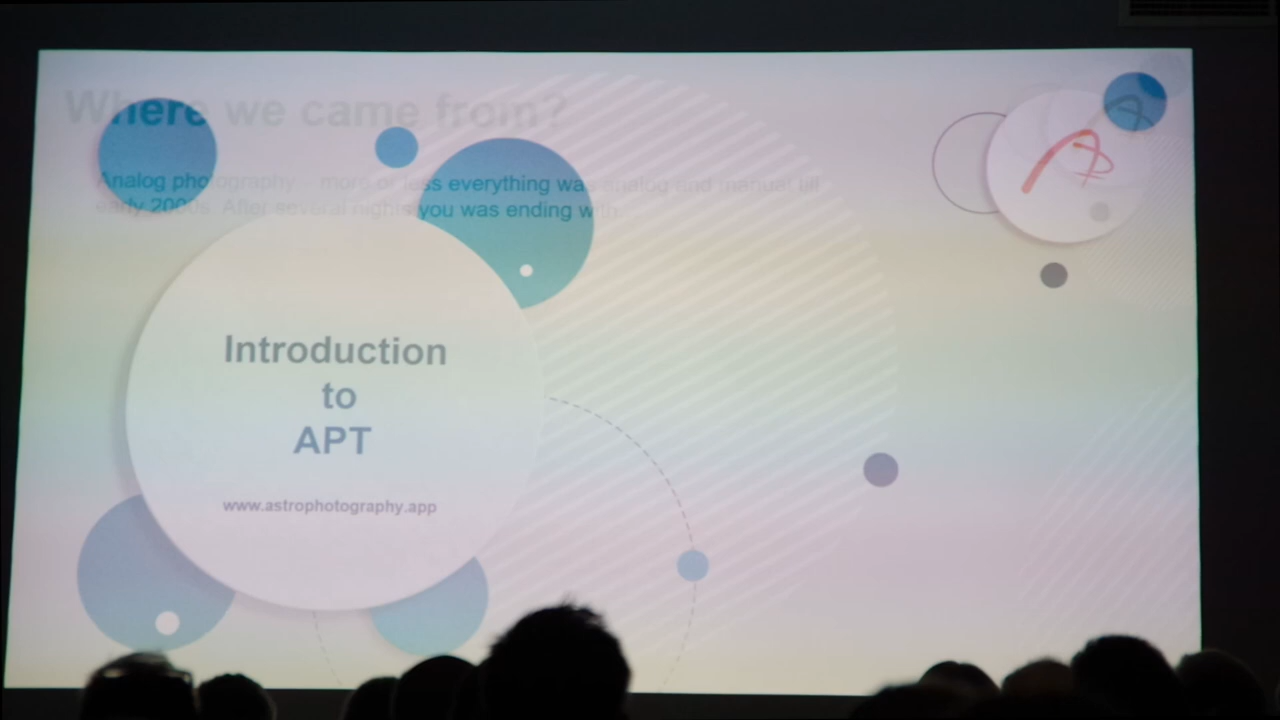 Where we came from?
Analog photography - more or less everything was analog and manual till
early 2000s. After several nights you was ending with
Introduction
to
APT
www.astrophotography.app